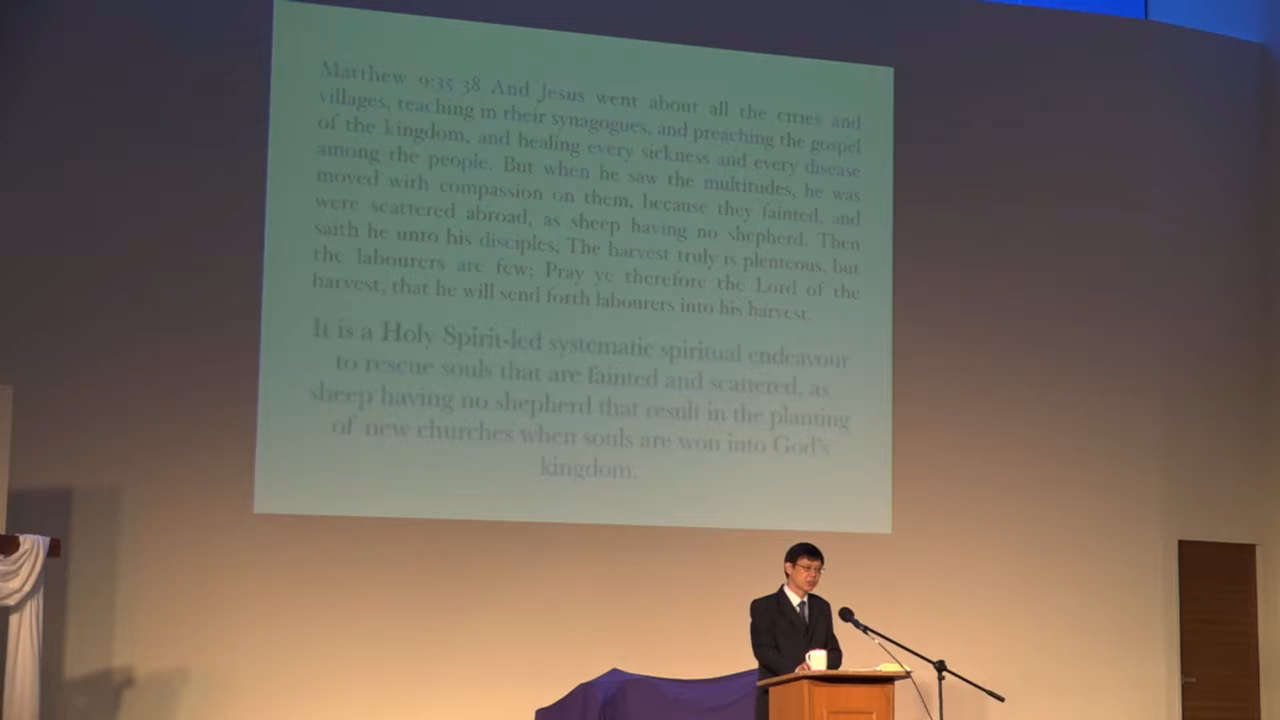 Matthew 9:35-38 And Jesus went about all the cities and
villages, teaching in their synagogues, and preaching the gospel
of the kingdom, and healing every sickness and every disease
among the people. But when he saw the multitudes, he was
moved with compassion on them, because they fainted, and
were scattered abroad, as sheep having no shepherd. Then
saith he unto his disciples, The harvest truly is plenteous, but
the labourers are few; Pray ye therefore the Lord of the
harvest, that he will send forth labourers into his harvest.
It is a Holy Spirit-led systematic spiritual endeavour
to rescue souls that are fainted and scattered, as
sheep having no shepherd that result in the planting
of new churches when souls are won into God's
kingdom.